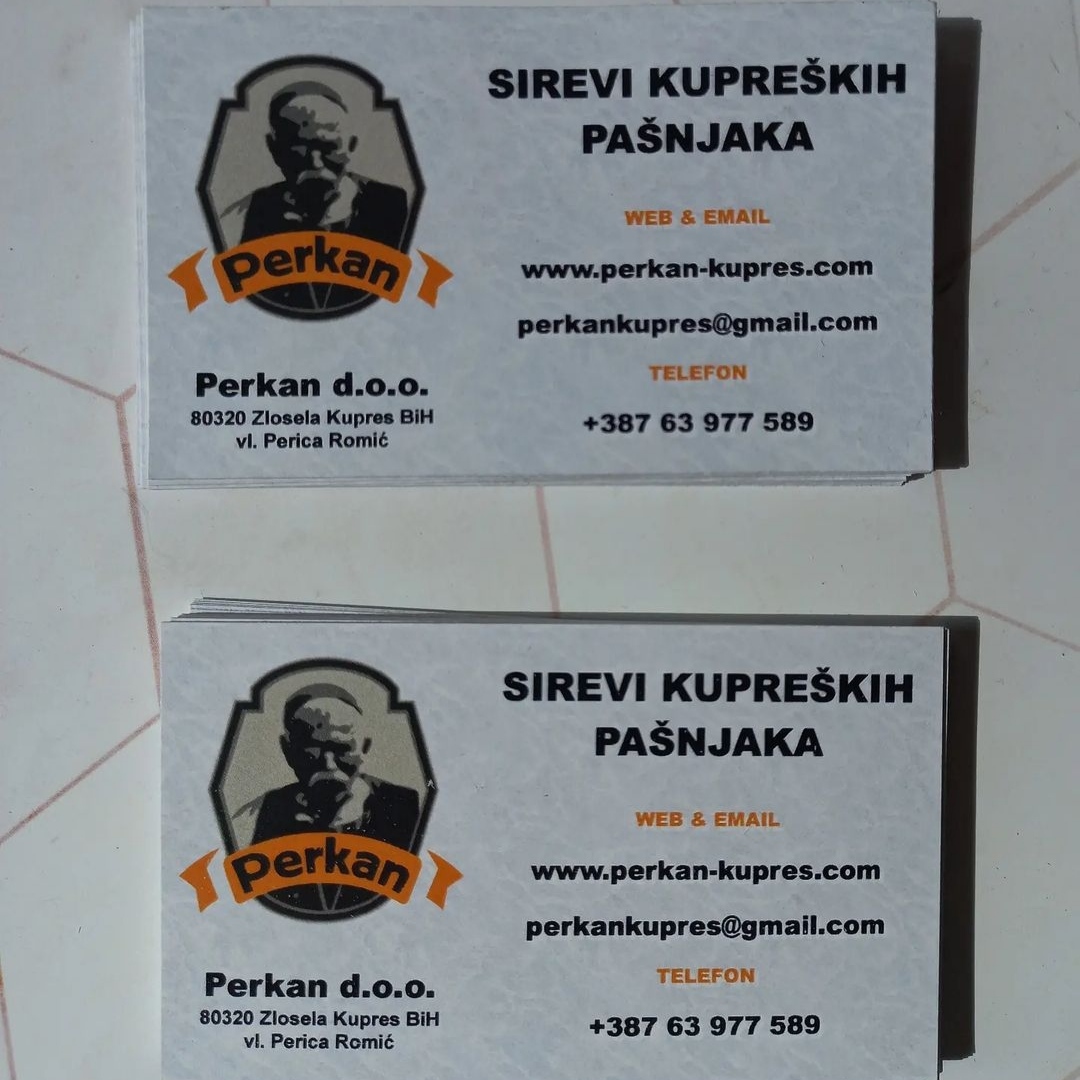 Perkan
Perkan d.o.o.
80320 Zlosela Kupres BiH
vl. Perica Romić
SIREVI KUPREŠKIH
PAŠNJAKA
WEB & EMAIL
www.perkan-kupres.com
perkankupres@gmail.com
TELEFON
+387 63 977 589
Perkan
Perkan d.o.o.
80320 Zlosela Kupres BiH
vl. Perica Romić
SIREVI KUPREŠKIH
PAŠNJAKA
WEB & EMAIL
www.perkan-kupres.com
perkankupres@gmail.com
TELEFON
+387 63 977 589